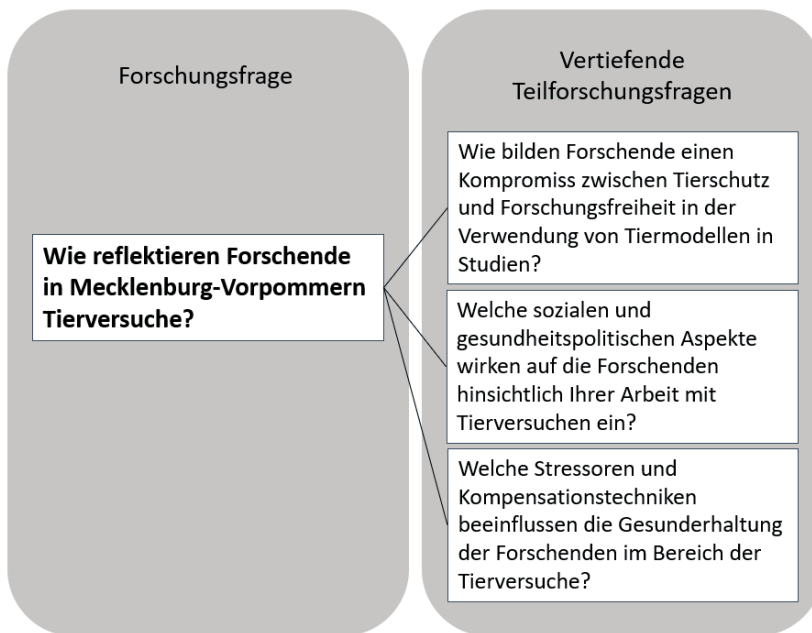 Forschungsfrage
Wie reflektieren Forschende
in Mecklenburg-Vorpommern
Tierversuche?
Vertiefende
Teilforschungsfragen
Wie bilden Forschende einen
Kompromiss zwischen Tierschutz
und Forschungsfreiheit in der
Verwendung von Tiermodellen in
Studien?
Welche sozialen und
gesundheitspolitischen Aspekte
wirken auf die Forschenden
hinsichtlich Ihrer Arbeit mit
Tierversuchen ein?
Welche Stressoren und
Kompensationstechniken
beeinflussen die Gesunderhaltung
der Forschenden im Bereich der
Tierversuche?